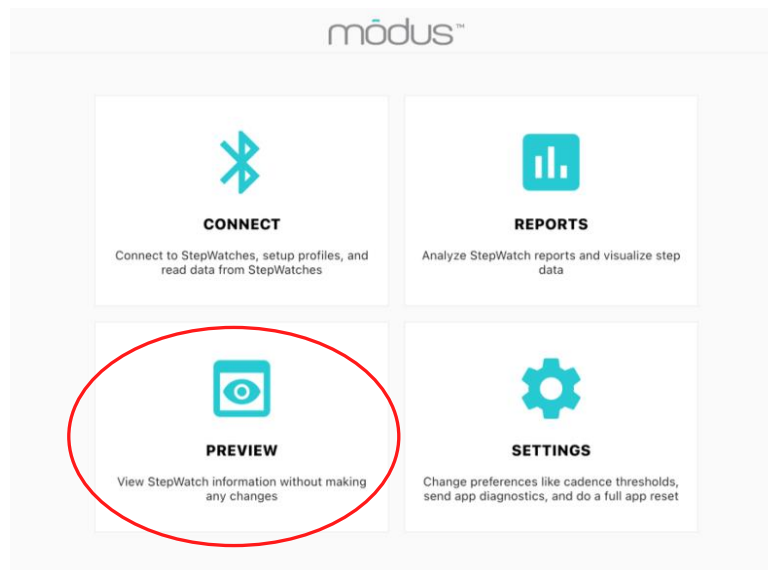 mōdus™
CONNECT
Connect to StepWatches, setup profiles, and
read data from StepWatches
REPORTS
Analyze StepWatch reports and visualize step
data
PREVIEW
View StepWatch information without making
any changes
SETTINGS
Change preferences like cadence thresholds,
send app diagnostics, and do a full app reset